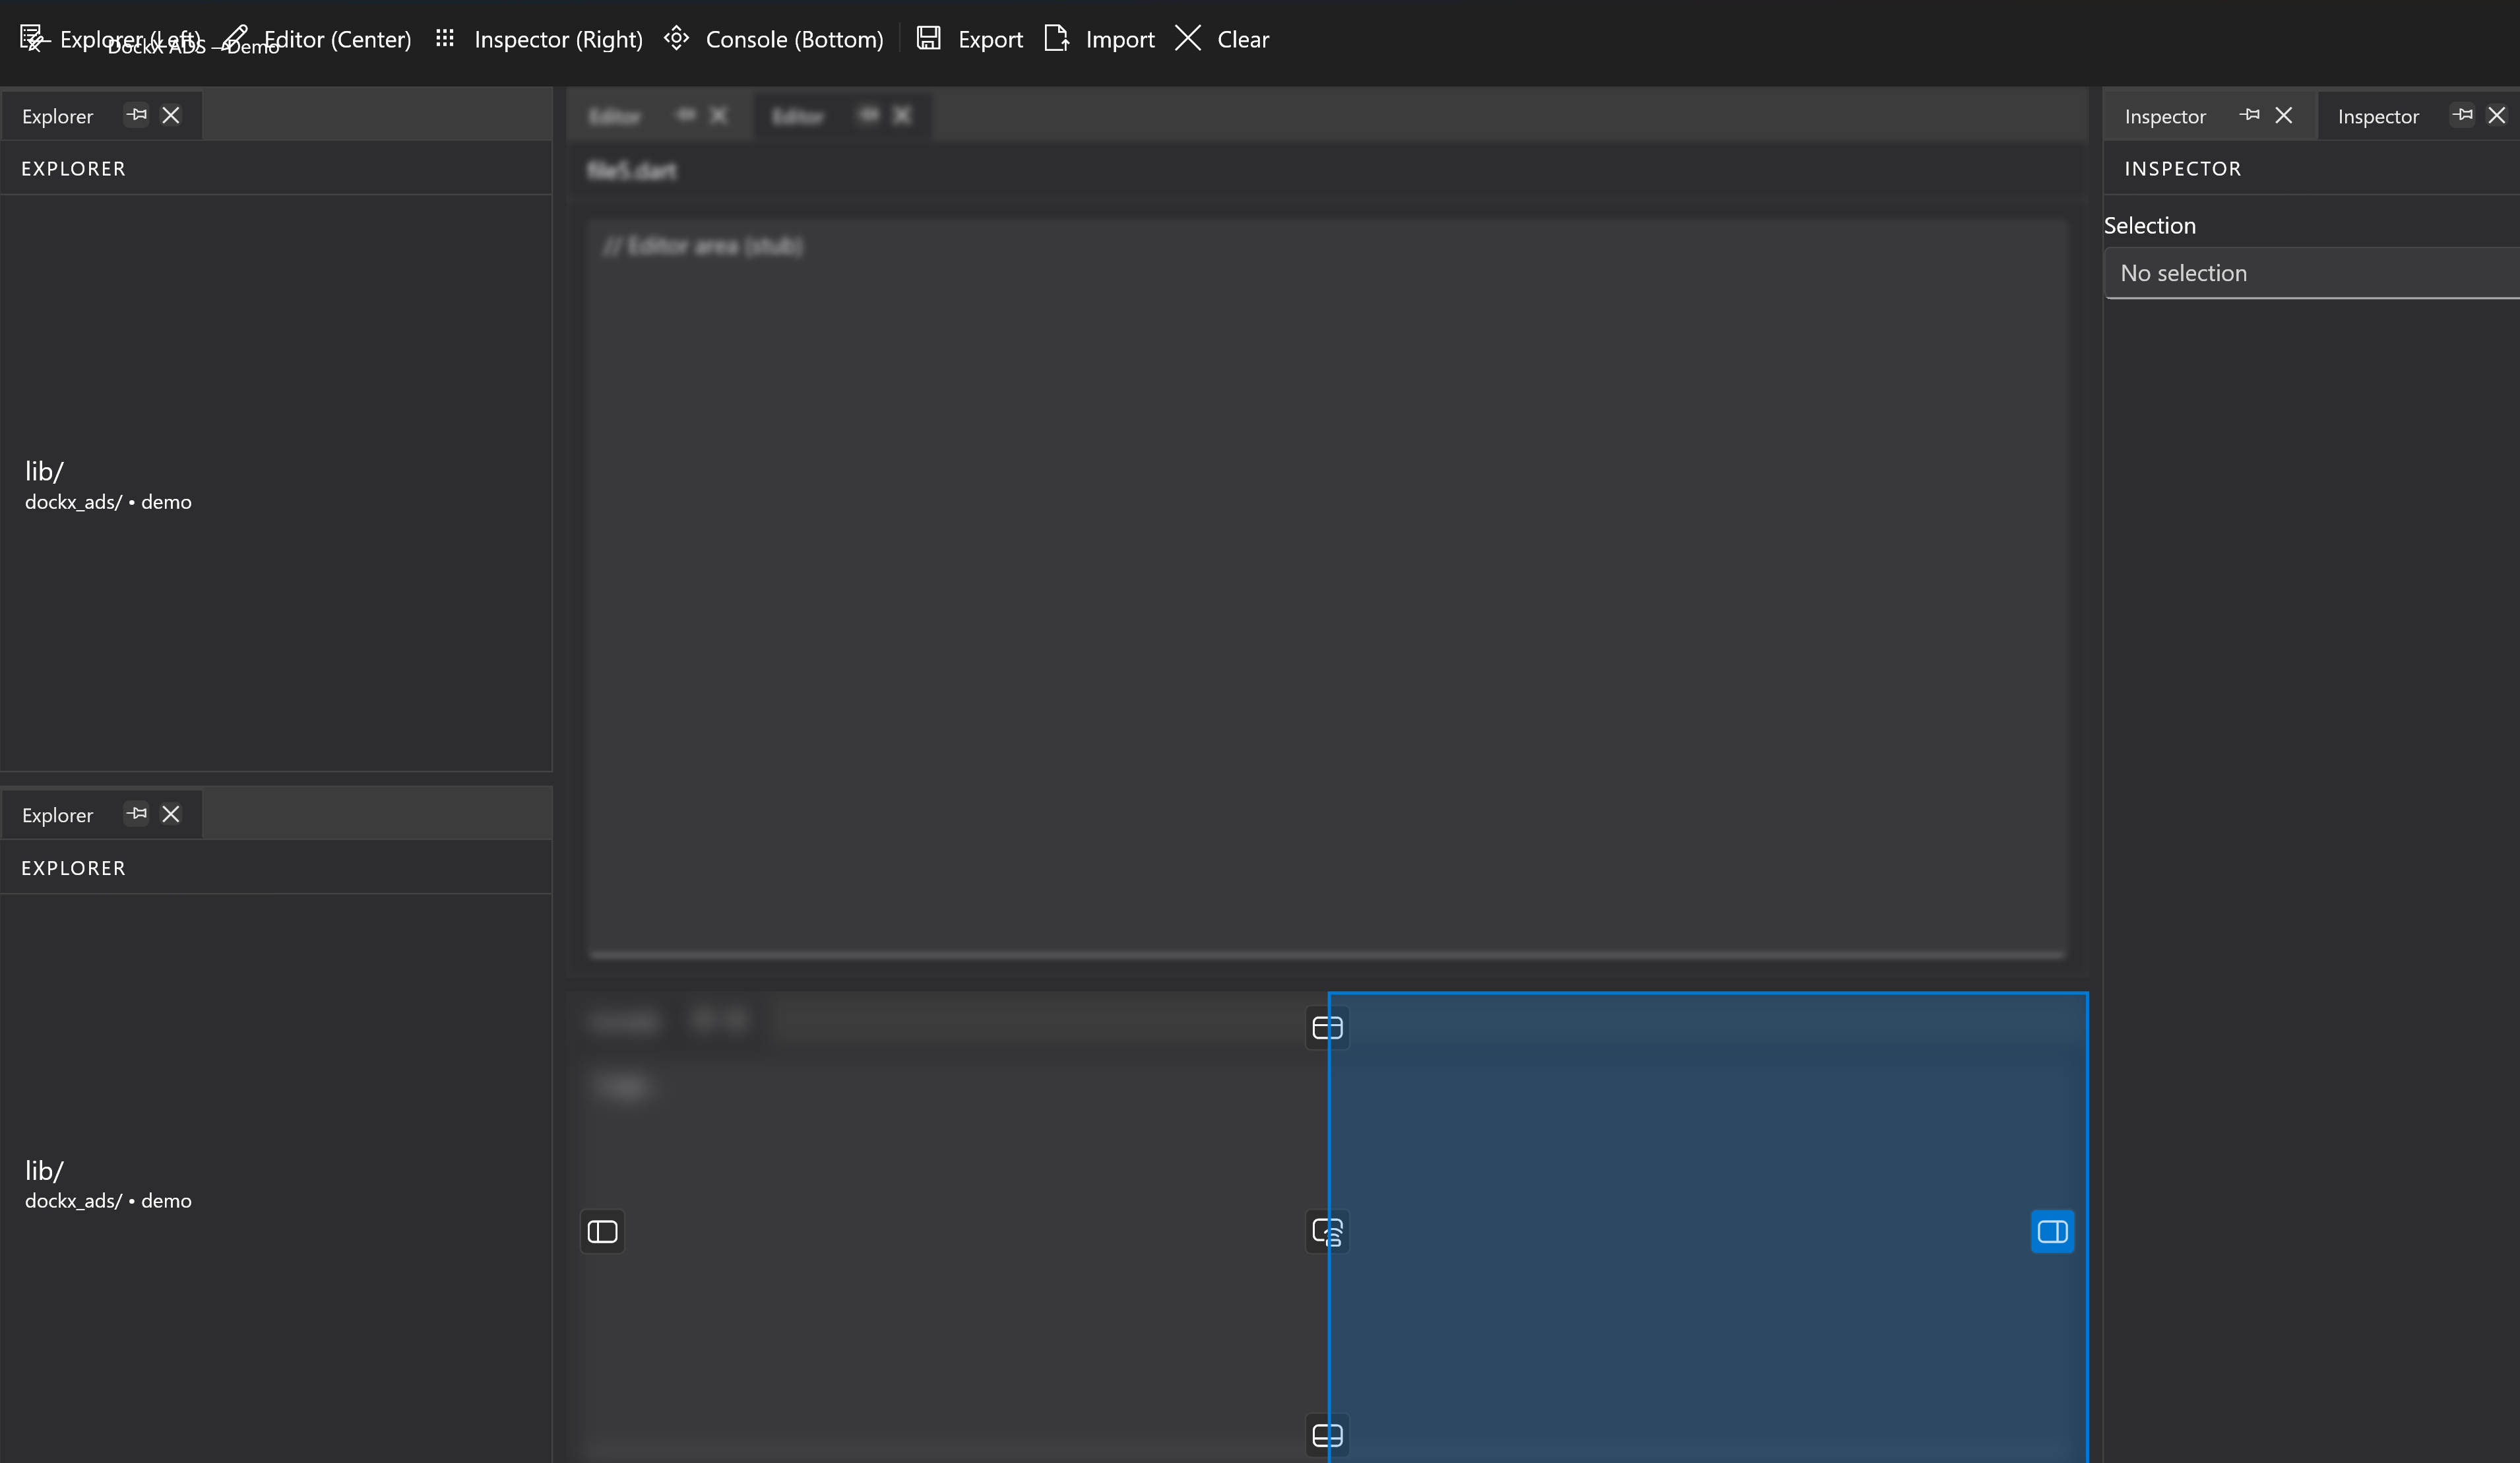 Explorer (Left) Editor (Center) Inspector (Right) Console (Bottom) Export Import Clear
DockX ADS – Demo
Explorer
EXPLORER
lib/
dockx_ads/ • demo
Explorer
EXPLORER
lib/
dockx_ads/ • demo
Editor Editor
file5.dart
// Editor area (stub)
Inspector Inspector
INSPECTOR
Selection
No selection